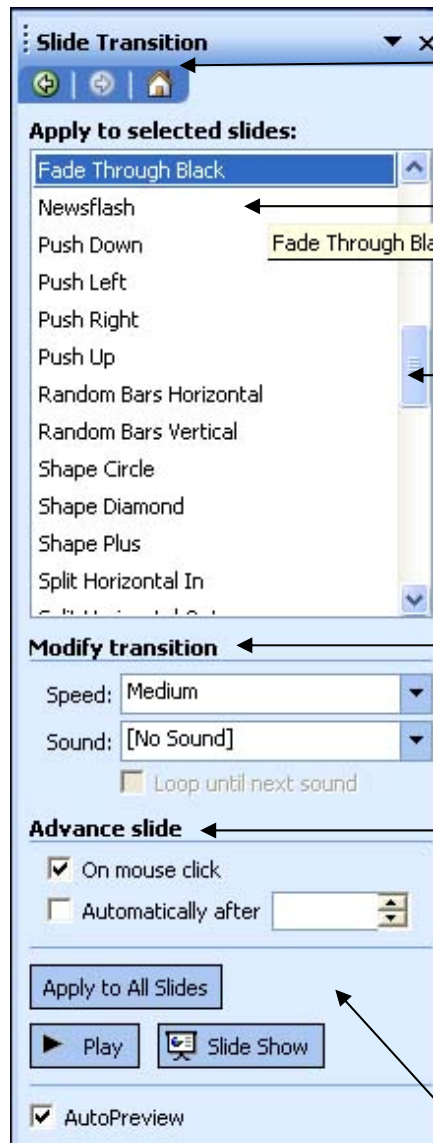 Slide Transition
Apply to selected slides:
Fade Through Black
Newsflash
Push Down
Fade Through Bla
Push Left
Push Right
Push Up
Random Bars Horizontal
Random Bars Vertical
Shape Circle
Shape Diamond
Shape Plus
Split Horizontal In
Modify transition
Speed: Medium
Sound: [No Sound]
Loop until next sound
Advance slide
On mouse click
Automatically after
Apply to All Slides
Play Slide Show
AutoPreview